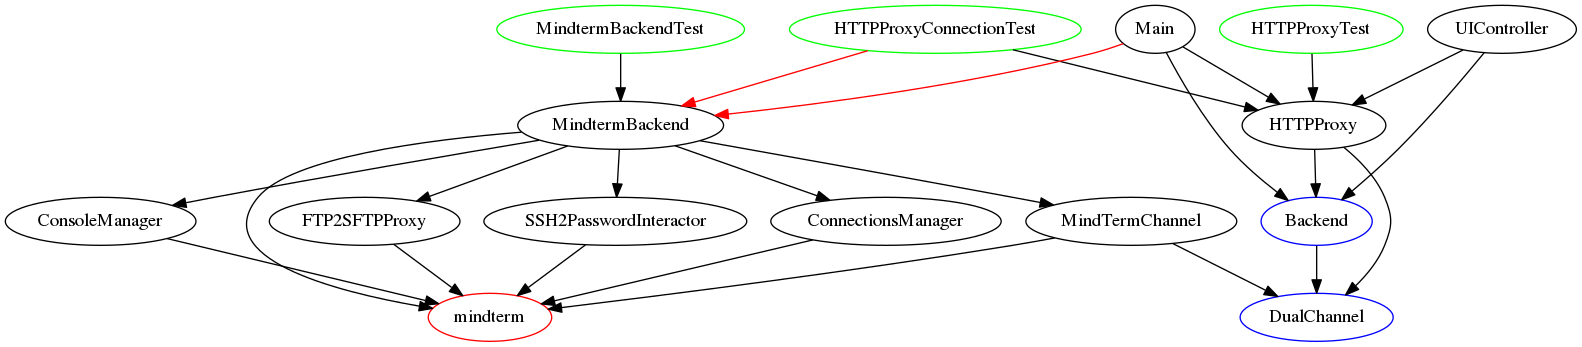 MindtermBackendTest
HTTPProxyConnectionTest
Main
HTTPProxyTest
UIController
MindtermBackend
HTTPProxy
ConsoleManager
FTP2SFTPProxy
SSH2PasswordInteractor
ConnectionsManager
MindTermChannel
Backend
mindterm
DualChannel